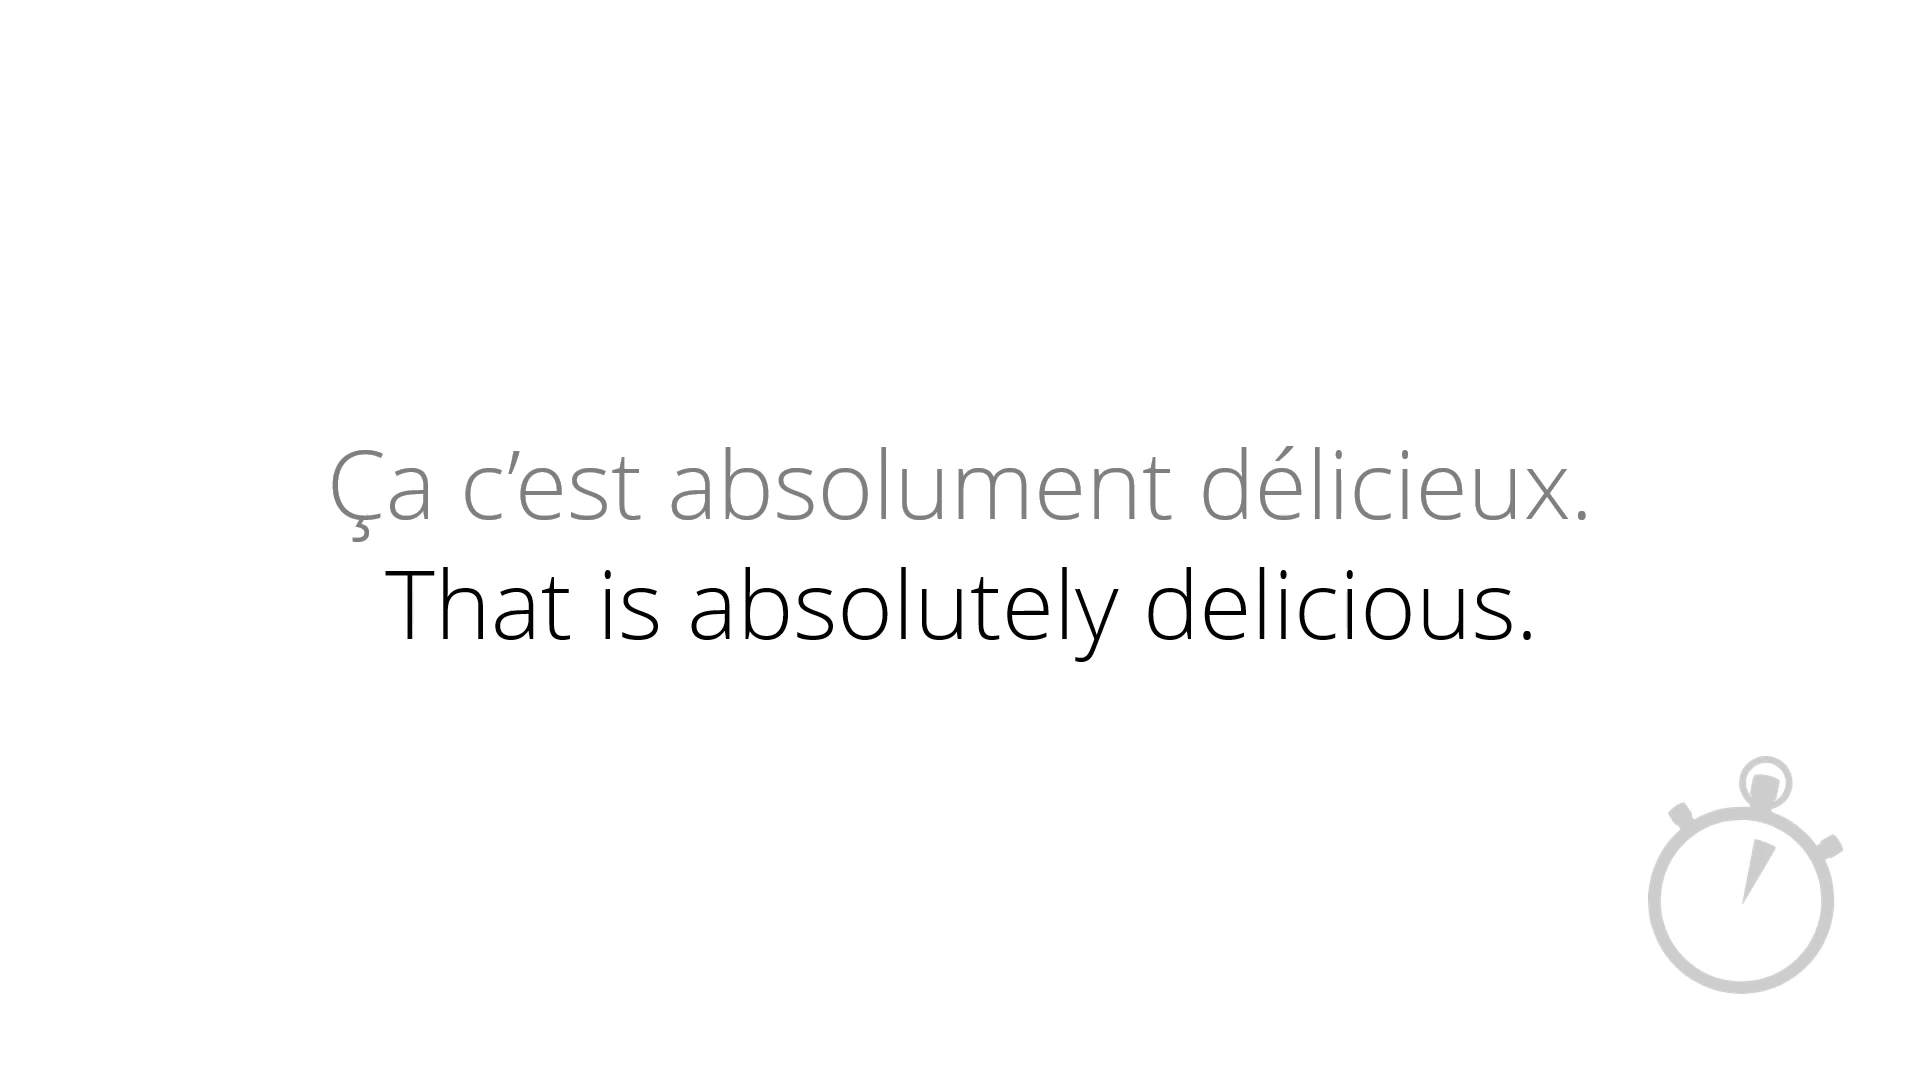 Ça c’est absolument délicieux.
That is absolutely delicious.